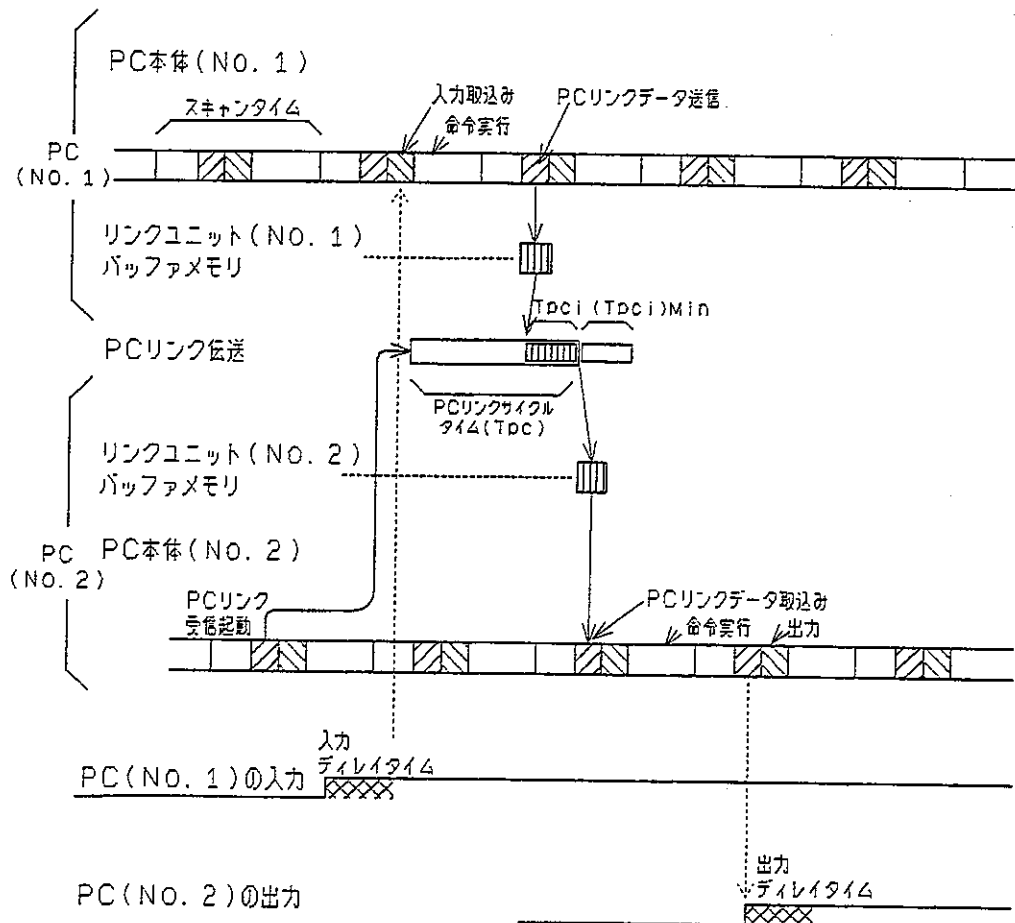 PC本体(NO. 1)
スキャンタイム
入力取込み
命令実行
PCリンクデータ送信
PC
(NO. 1)
リンクユニット(NO. 1)
バッファメモリ
Tpci (Tpci)Min
PCリンク伝送
PCリンクサイクル
タイム(Tpc)
リンクユニット(NO. 2)
バッファメモリ
PC
(NO. 2)
PC本体(NO. 2)
PCリンク
受信起動
PCリンクデータ取込み
命令実行
出力
入力
ディレイタイム
PC(NO. 1)の入力
出力
ディレイタイム
PC(NO. 2)の出力